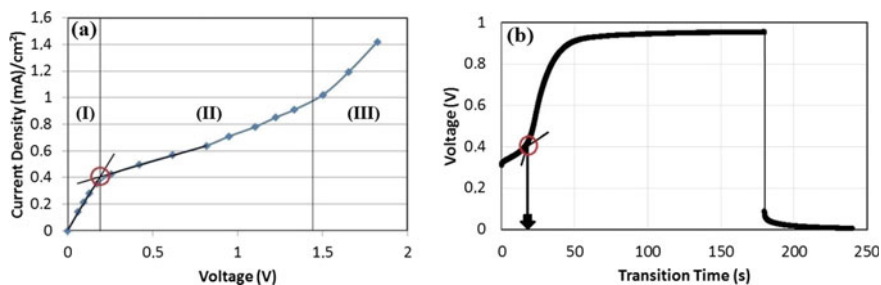 (a)
Current Density (mA)/cm²)
1.6
1.4
1.2
1
0.8
0.6
0.4
0.2
0
(I)
(II)
(III)
0
0.5
1
1.5
2
Voltage (V)
(b)
Voltage (V)
1
0.8
0.6
0.4
0.2
0
0
50
100
150
200
250
Transition Time (s)